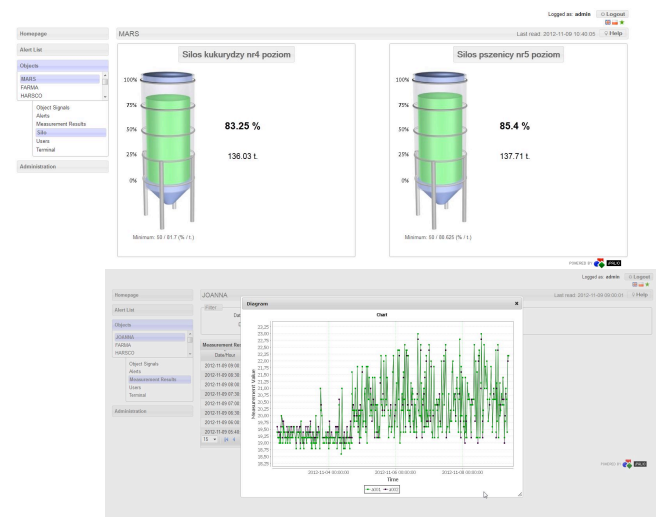 Logged as: admin
Logout
Homepage
MARS
Last read: 2012-11-09 10:40:05
Help
Alert List
Objects
MARS
FARMA
HARSCO
Object Signals
Alerts
Measurement Results
Silo
Users
Terminal
Administration
Silos kukurydzy nr4 poziom
100%
75%
50%
25%
0%
83.25 %
136.03 t.
Minimum: 50 / 81.7 (% / t.)
Silos pszenicy nr5 poziom
100%
75%
50%
25%
0%
85.4 %
137.71 t.
Minimum: 50 / 80.625 (% / t.)
POWERED BY
Logged as: admin
Logout
Homepage
JOANNA
Last read: 2012-11-09 09:00:01
Help
Alert List
Objects
JOANNA
FARMA
HARSCO
Object Signals
Alerts
Measurement Results
Users
Terminal
Administration
Filter
Measurement Res
Date/Hour
2012-11-09 09:00
2012-11-09 08:30
2012-11-09 08:00
2012-11-09 07:30
2012-11-09 07:00
2012-11-09 06:30
2012-11-09 06:00
2012-11-09 05:45
15
Diagram
x
Chart
Measurement Value
23,25
23,00
22,75
22,50
22,25
22,00
21,75
21,50
21,25
21,00
20,75
20,50
20,25
20,00
19,75
19,50
19,25
19,00
18,75
18,50
18,25
2012-11-04 00:00:00
2012-11-06 00:00:00
2012-11-08 00:00:00
Time
POWERED BY